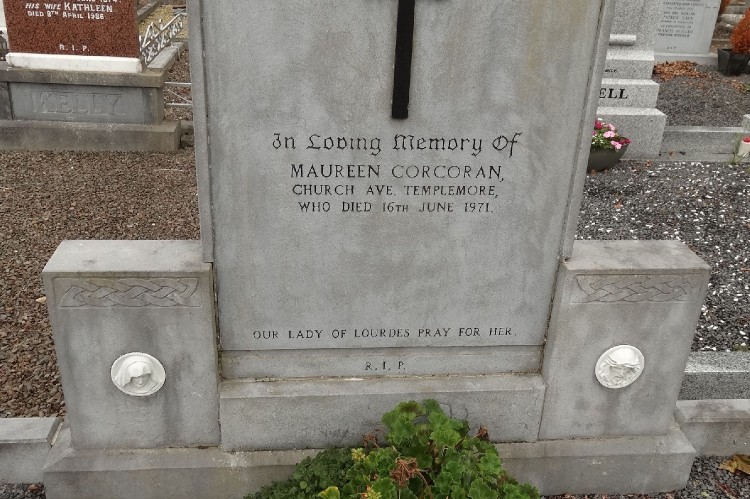 HIS WIFE KATHLEEN
DIED 8TH APRIL 1986
R.I.P.
KELLY
ELL
In Loving Memory Of
MAUREEN CORCORAN,
CHURCH AVE. TEMPLEMORE,
WHO DIED 16TH JUNE 1971.
OUR LADY OF LOURDES PRAY FOR HER.
R.I.P.